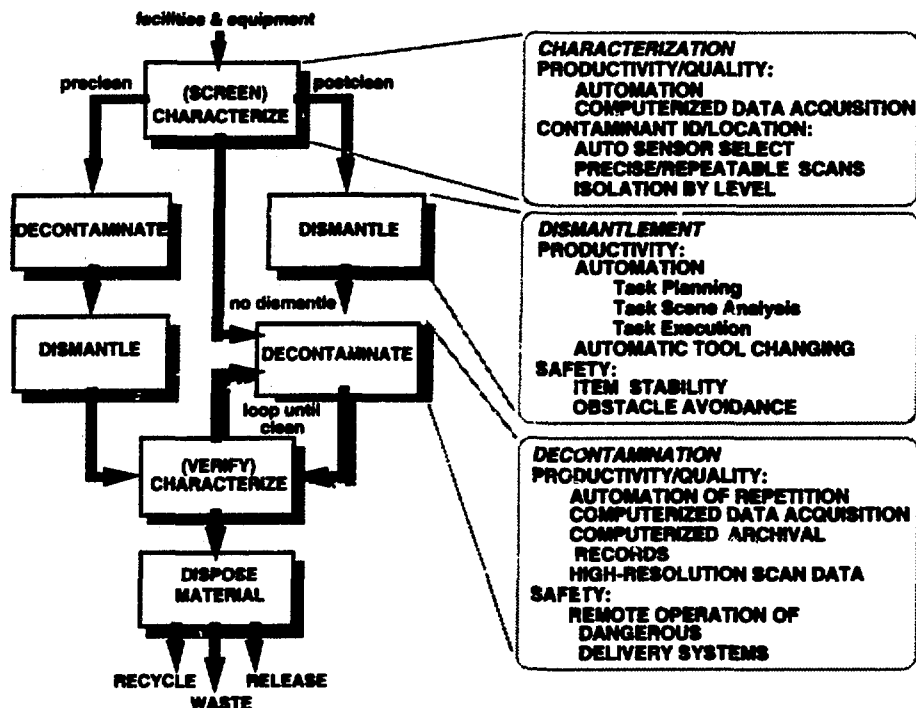 facilities & equipment
preclean
(SCREEN)
CHARACTERIZE
postclean
DECONTAMINATE
DISMANTLE
no dismantle
DISMANTLE
DECONTAMINATE
loop until
clean
(VERIFY)
CHARACTERIZE
DISPOSE
MATERIAL
RECYCLE
RELEASE
WASTE
CHARACTERIZATION
PRODUCTIVITY/QUALITY:
AUTOMATION
COMPUTERIZED DATA ACQUISITION
CONTAMINANT ID/LOCATION:
AUTO SENSOR SELECT
PRECISE/REPEATABLE SCANS
ISOLATION BY LEVEL
DISMANTLEMENT
PRODUCTIVITY:
AUTOMATION
Task Planning
Task Scene Analysis
Task Execution
AUTOMATIC TOOL CHANGING
SAFETY:
ITEM STABILITY
OBSTACLE AVOIDANCE
DECONTAMINATION
PRODUCTIVITY/QUALITY:
AUTOMATION OF REPETITION
COMPUTERIZED DATA ACQUISITION
COMPUTERIZED ARCHIVAL
RECORDS
HIGH-RESOLUTION SCAN DATA
SAFETY:
REMOTE OPERATION OF
DANGEROUS
DELIVERY SYSTEMS